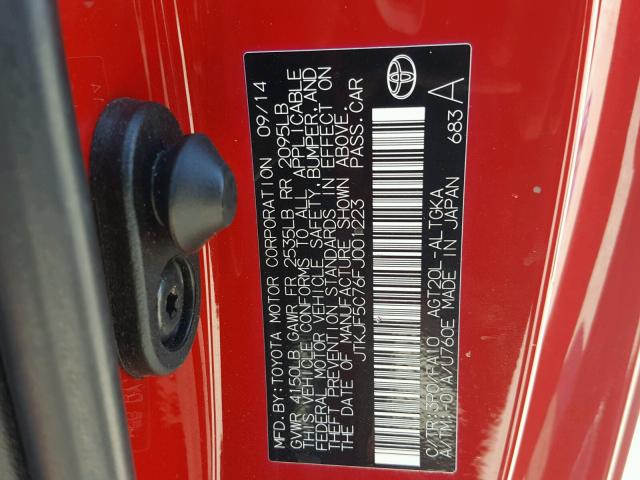 MFD.BY:TOYOTA MOTOR CORPORATION 09/14
GVWR 4150LB GAWR FR 2535LB RR 2095LB
THIS VEHICLE CONFORMS TO ALL APPLICABLE
FEDERAL MOTOR VEHICLE SAFETY, BUMPER, AND
THEFT PREVENTION STANDARDS IN EFFECT ON
THE DATE OF MANUFACTURE SHOWN ABOVE.
JTKJF5C76FJ001223 PASS.CAR
C/TR: 3R0/FA10 AGT20L-ALTGKA
A/TM: -01A/U760E MADE IN JAPAN 683 A